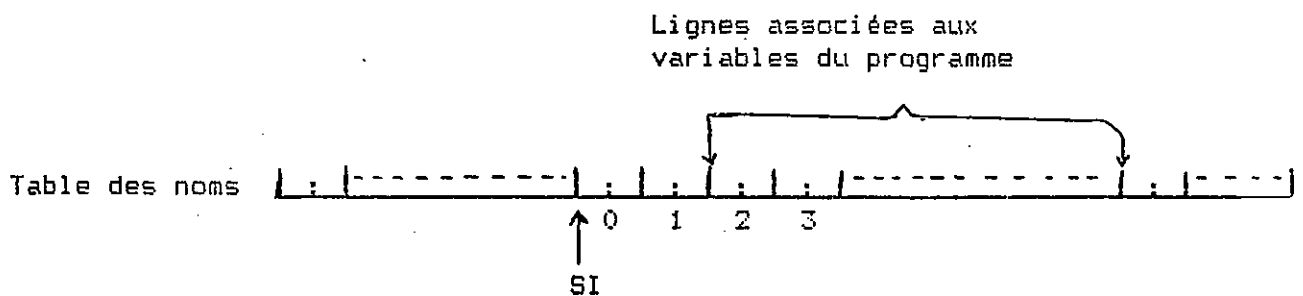 Lignes associées aux
variables du programme
Table des noms
0 1 2 3
SI